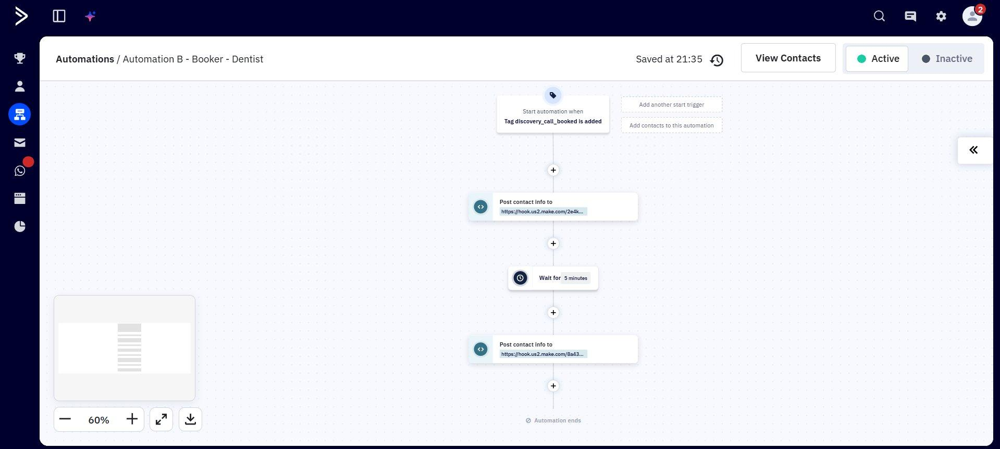 2
Automations / Automation B - Booker - Dentist
Saved at 21:35
View Contacts
Active
Inactive
Start automation when
Tag discovery_call_booked is added
Add another start trigger
Add contacts to this automation
Post contact info to
https://hook.us2.make.com/2e4k...
Wait for 5 minutes
Post contact info to
https://hook.us2.make.com/8a43...
Automation ends
60%